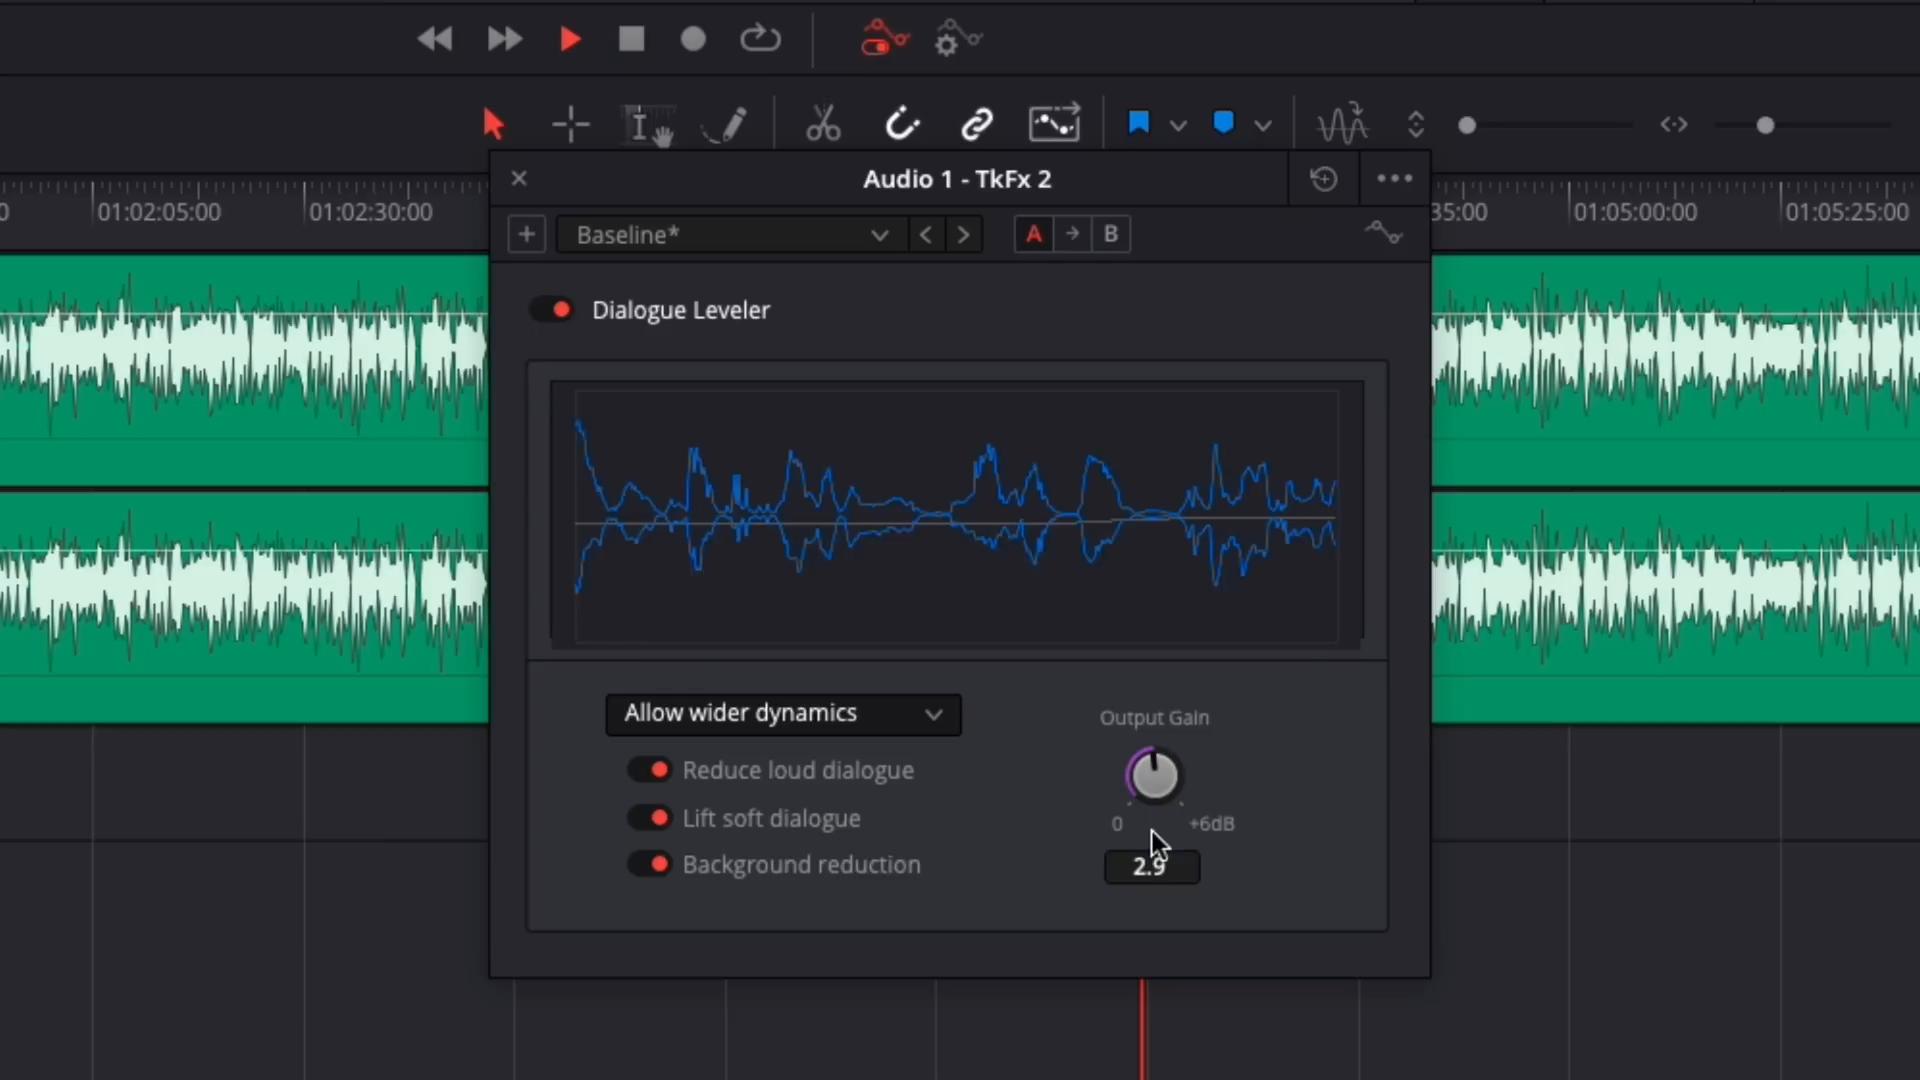 Audio 1 - TkFx 2
0 01:02:05:00 01:02:30:00 35:00 01:05:00:00 01:05:25:00
Baseline*
A B
Dialogue Leveler
Allow wider dynamics
Output Gain
Reduce loud dialogue
Lift soft dialogue
0 +6dB
Background reduction
2.9